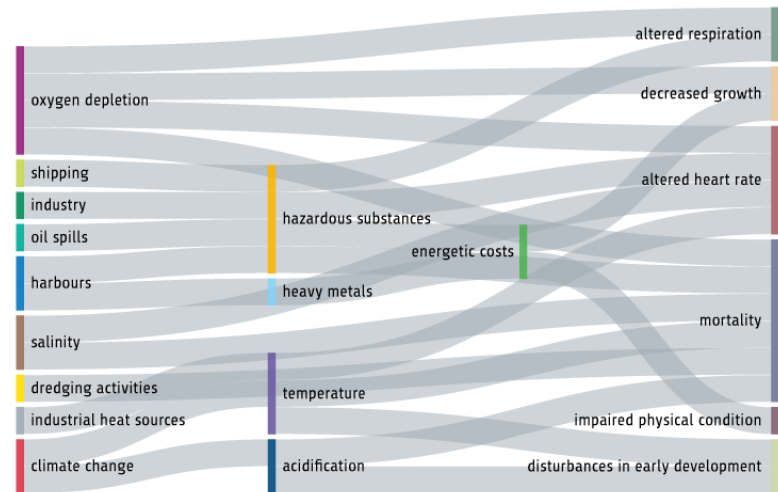 altered respiration
decreased growth
oxygen depletion
shipping
altered heart rate
industry
hazardous substances
oil spills
energetic costs
harbours
heavy metals
mortality
salinity
dredging activities
temperature
industrial heat sources
impaired physical condition
climate change
acidification
disturbances in early development